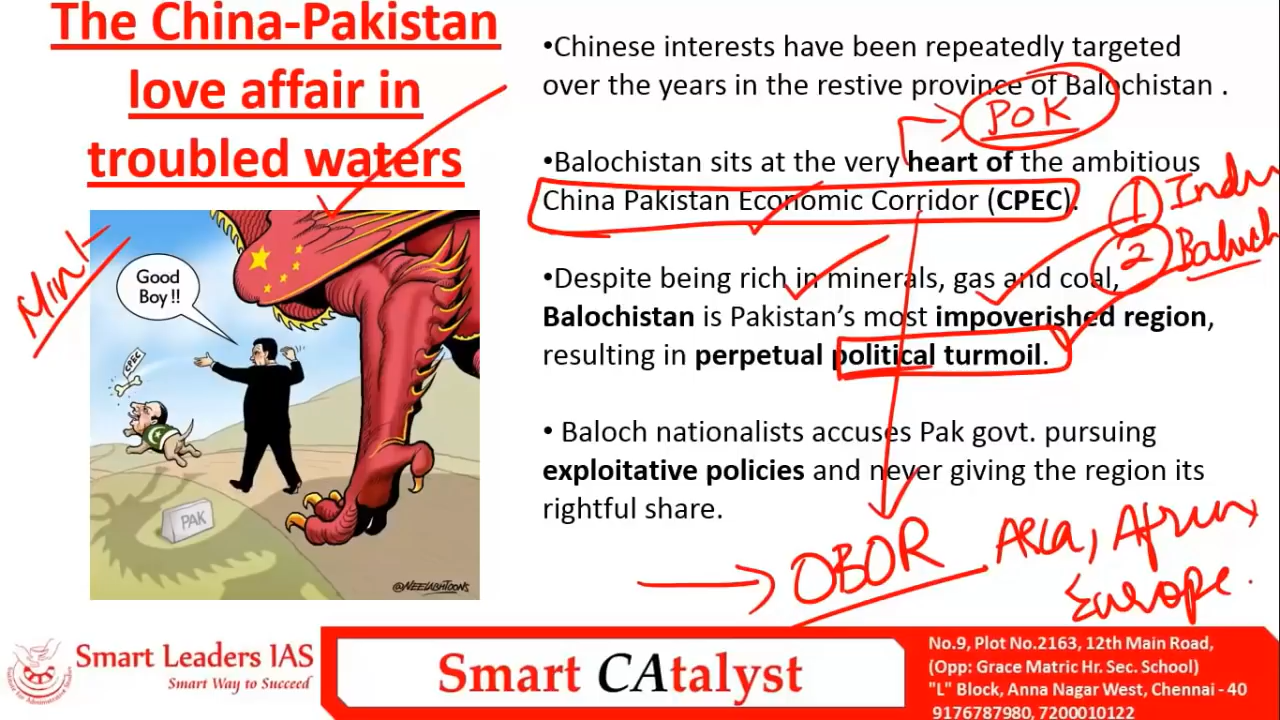 The China-Pakistan
love affair in
troubled waters
Mint
Good
Boy !!
CPEC
PAK
@NEELABHTOONS
•Chinese interests have been repeatedly targeted
over the years in the restive province of Balochistan .
POK
•Balochistan sits at the very heart of the ambitious
China Pakistan Economic Corridor (CPEC).
1 Indu
2 Baluch
•Despite being rich in minerals, gas and coal,
Balochistan is Pakistan’s most impoverished region,
resulting in perpetual political turmoil.
• Baloch nationalists accuses Pak govt. pursuing
exploitative policies and never giving the region its
rightful share.
OBOR Asia, Africa,
Europe.
Smart Leaders IAS
Smart Way to Succeed
Smart CAtalyst
No.9, Plot No.2163, 12th Main Road,
(Opp: Grace Matric Hr. Sec. School)
"L" Block, Anna Nagar West, Chennai - 40
9176787980, 7200010122